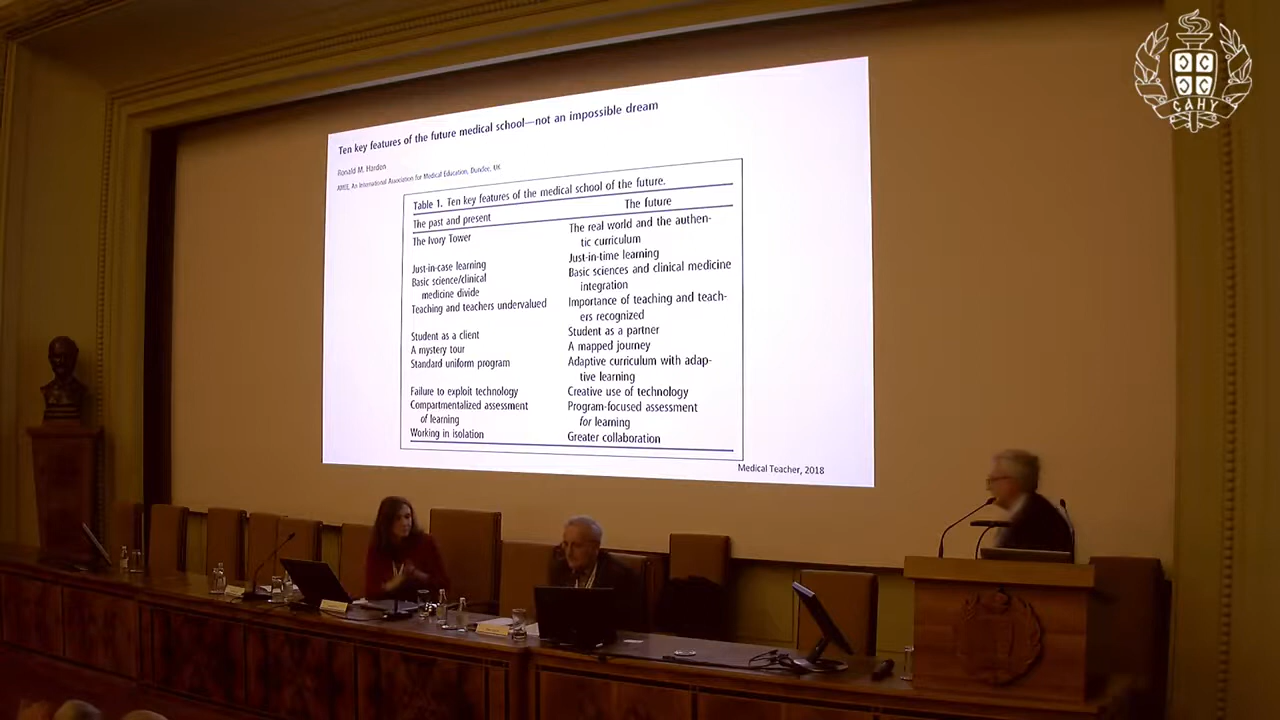 Ten key features of the future medical school—not an impossible dream
Ronald M. Harden
AMEE, An International Association for Medical Education, Dundee, UK
Table 1. Ten key features of the medical school of the future.
The past and present
The future
The Ivory Tower
The real world and the authen-
tic curriculum
Just-in-case learning
Just-in-time learning
Basic science/clinical
medicine divide
Basic sciences and clinical medicine
integration
Teaching and teachers undervalued
Importance of teaching and teach-
ers recognized
Student as a client
Student as a partner
A mystery tour
A mapped journey
Standard uniform program
Adaptive curriculum with adap-
tive learning
Failure to exploit technology
Creative use of technology
Compartmentalized assessment
of learning
Program-focused assessment
for learning
Working in isolation
Greater collaboration
Medical Teacher, 2018
САНУ